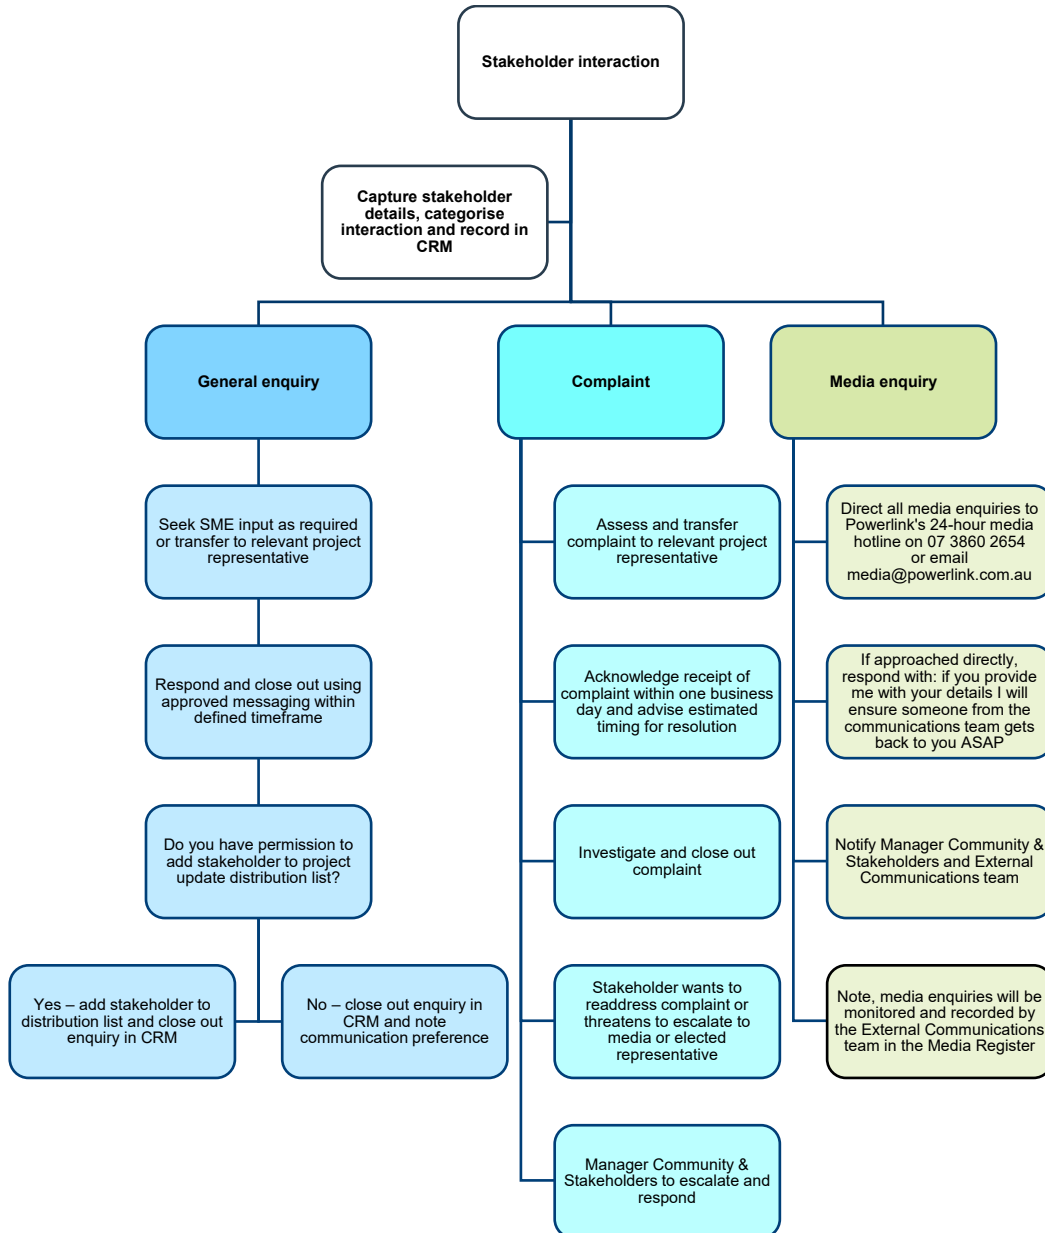 Stakeholder interaction
Capture stakeholder
details, categorise
interaction and record in
CRM
General enquiry
Complaint
Media enquiry
Seek SME input as required
or transfer to relevant project
representative
Respond and close out using
approved messaging within
defined timeframe
Do you have permission to
add stakeholder to project
update distribution list?
Yes – add stakeholder to
distribution list and close out
enquiry in CRM
No – close out enquiry in
CRM and note
communication preference
Assess and transfer
complaint to relevant project
representative
Acknowledge receipt of
complaint within one business
day and advise estimated
timing for resolution
Investigate and close out
complaint
Stakeholder wants to
readdress complaint or
threatens to escalate to
media or elected
representative
Manager Community &
Stakeholders to escalate and
respond
Direct all media enquiries to
Powerlink's 24-hour media
hotline on 07 3860 2654
or email
media@powerlink.com.au
If approached directly,
respond with: if you provide
me with your details I will
ensure someone from the
communications team gets
back to you ASAP
Notify Manager Community &
Stakeholders and External
Communications team
Note, media enquiries will be
monitored and recorded by
the External Communications
team in the Media Register